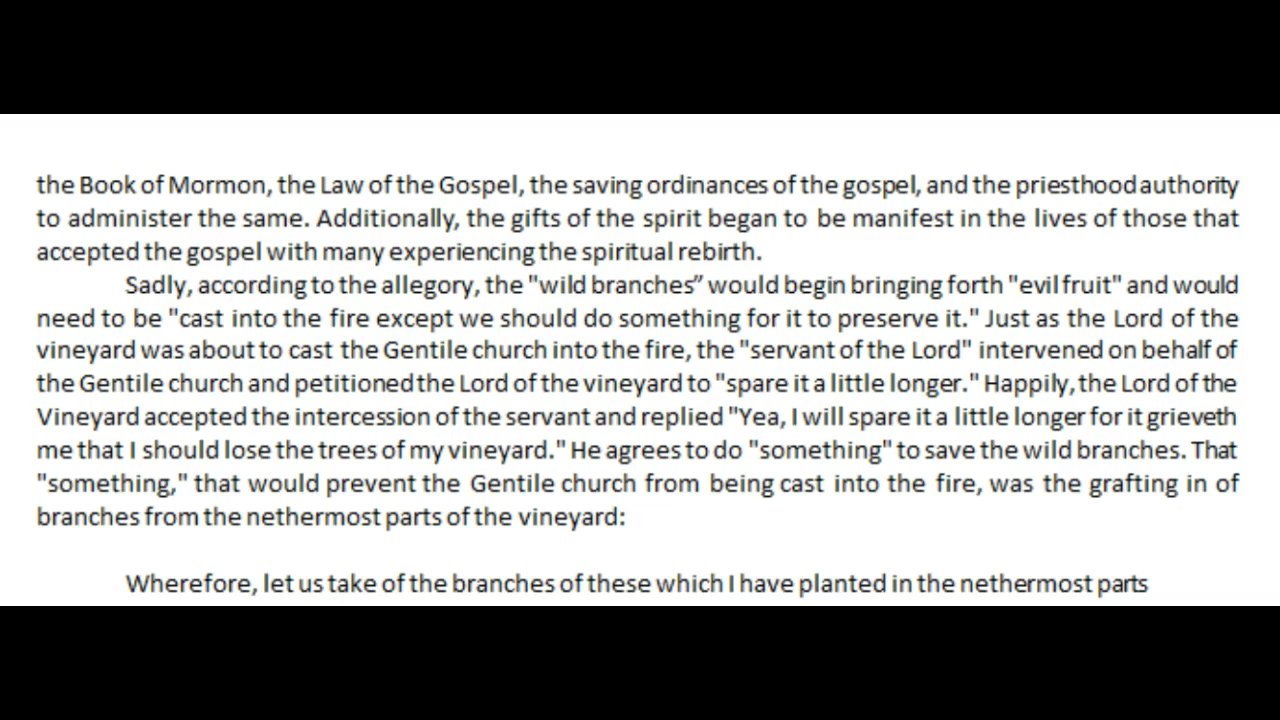 the Book of Mormon, the Law of the Gospel, the saving ordinances of the gospel, and the priesthood authority
to administer the same. Additionally, the gifts of the spirit began to be manifest in the lives of those that
accepted the gospel with many experiencing the spiritual rebirth.
Sadly, according to the allegory, the "wild branches” would begin bringing forth "evil fruit" and would
need to be "cast into the fire except we should do something for it to preserve it." Just as the Lord of the
vineyard was about to cast the Gentile church into the fire, the "servant of the Lord" intervened on behalf of
the Gentile church and petitioned the Lord of the vineyard to "spare it a little longer." Happily, the Lord of the
Vineyard accepted the intercession of the servant and replied "Yea, I will spare it a little longer for it grieveth
me that I should lose the trees of my vineyard." He agrees to do "something" to save the wild branches. That
"something," that would prevent the Gentile church from being cast into the fire, was the grafting in of
branches from the nethermost parts of the vineyard:
Wherefore, let us take of the branches of these which I have planted in the nethermost parts